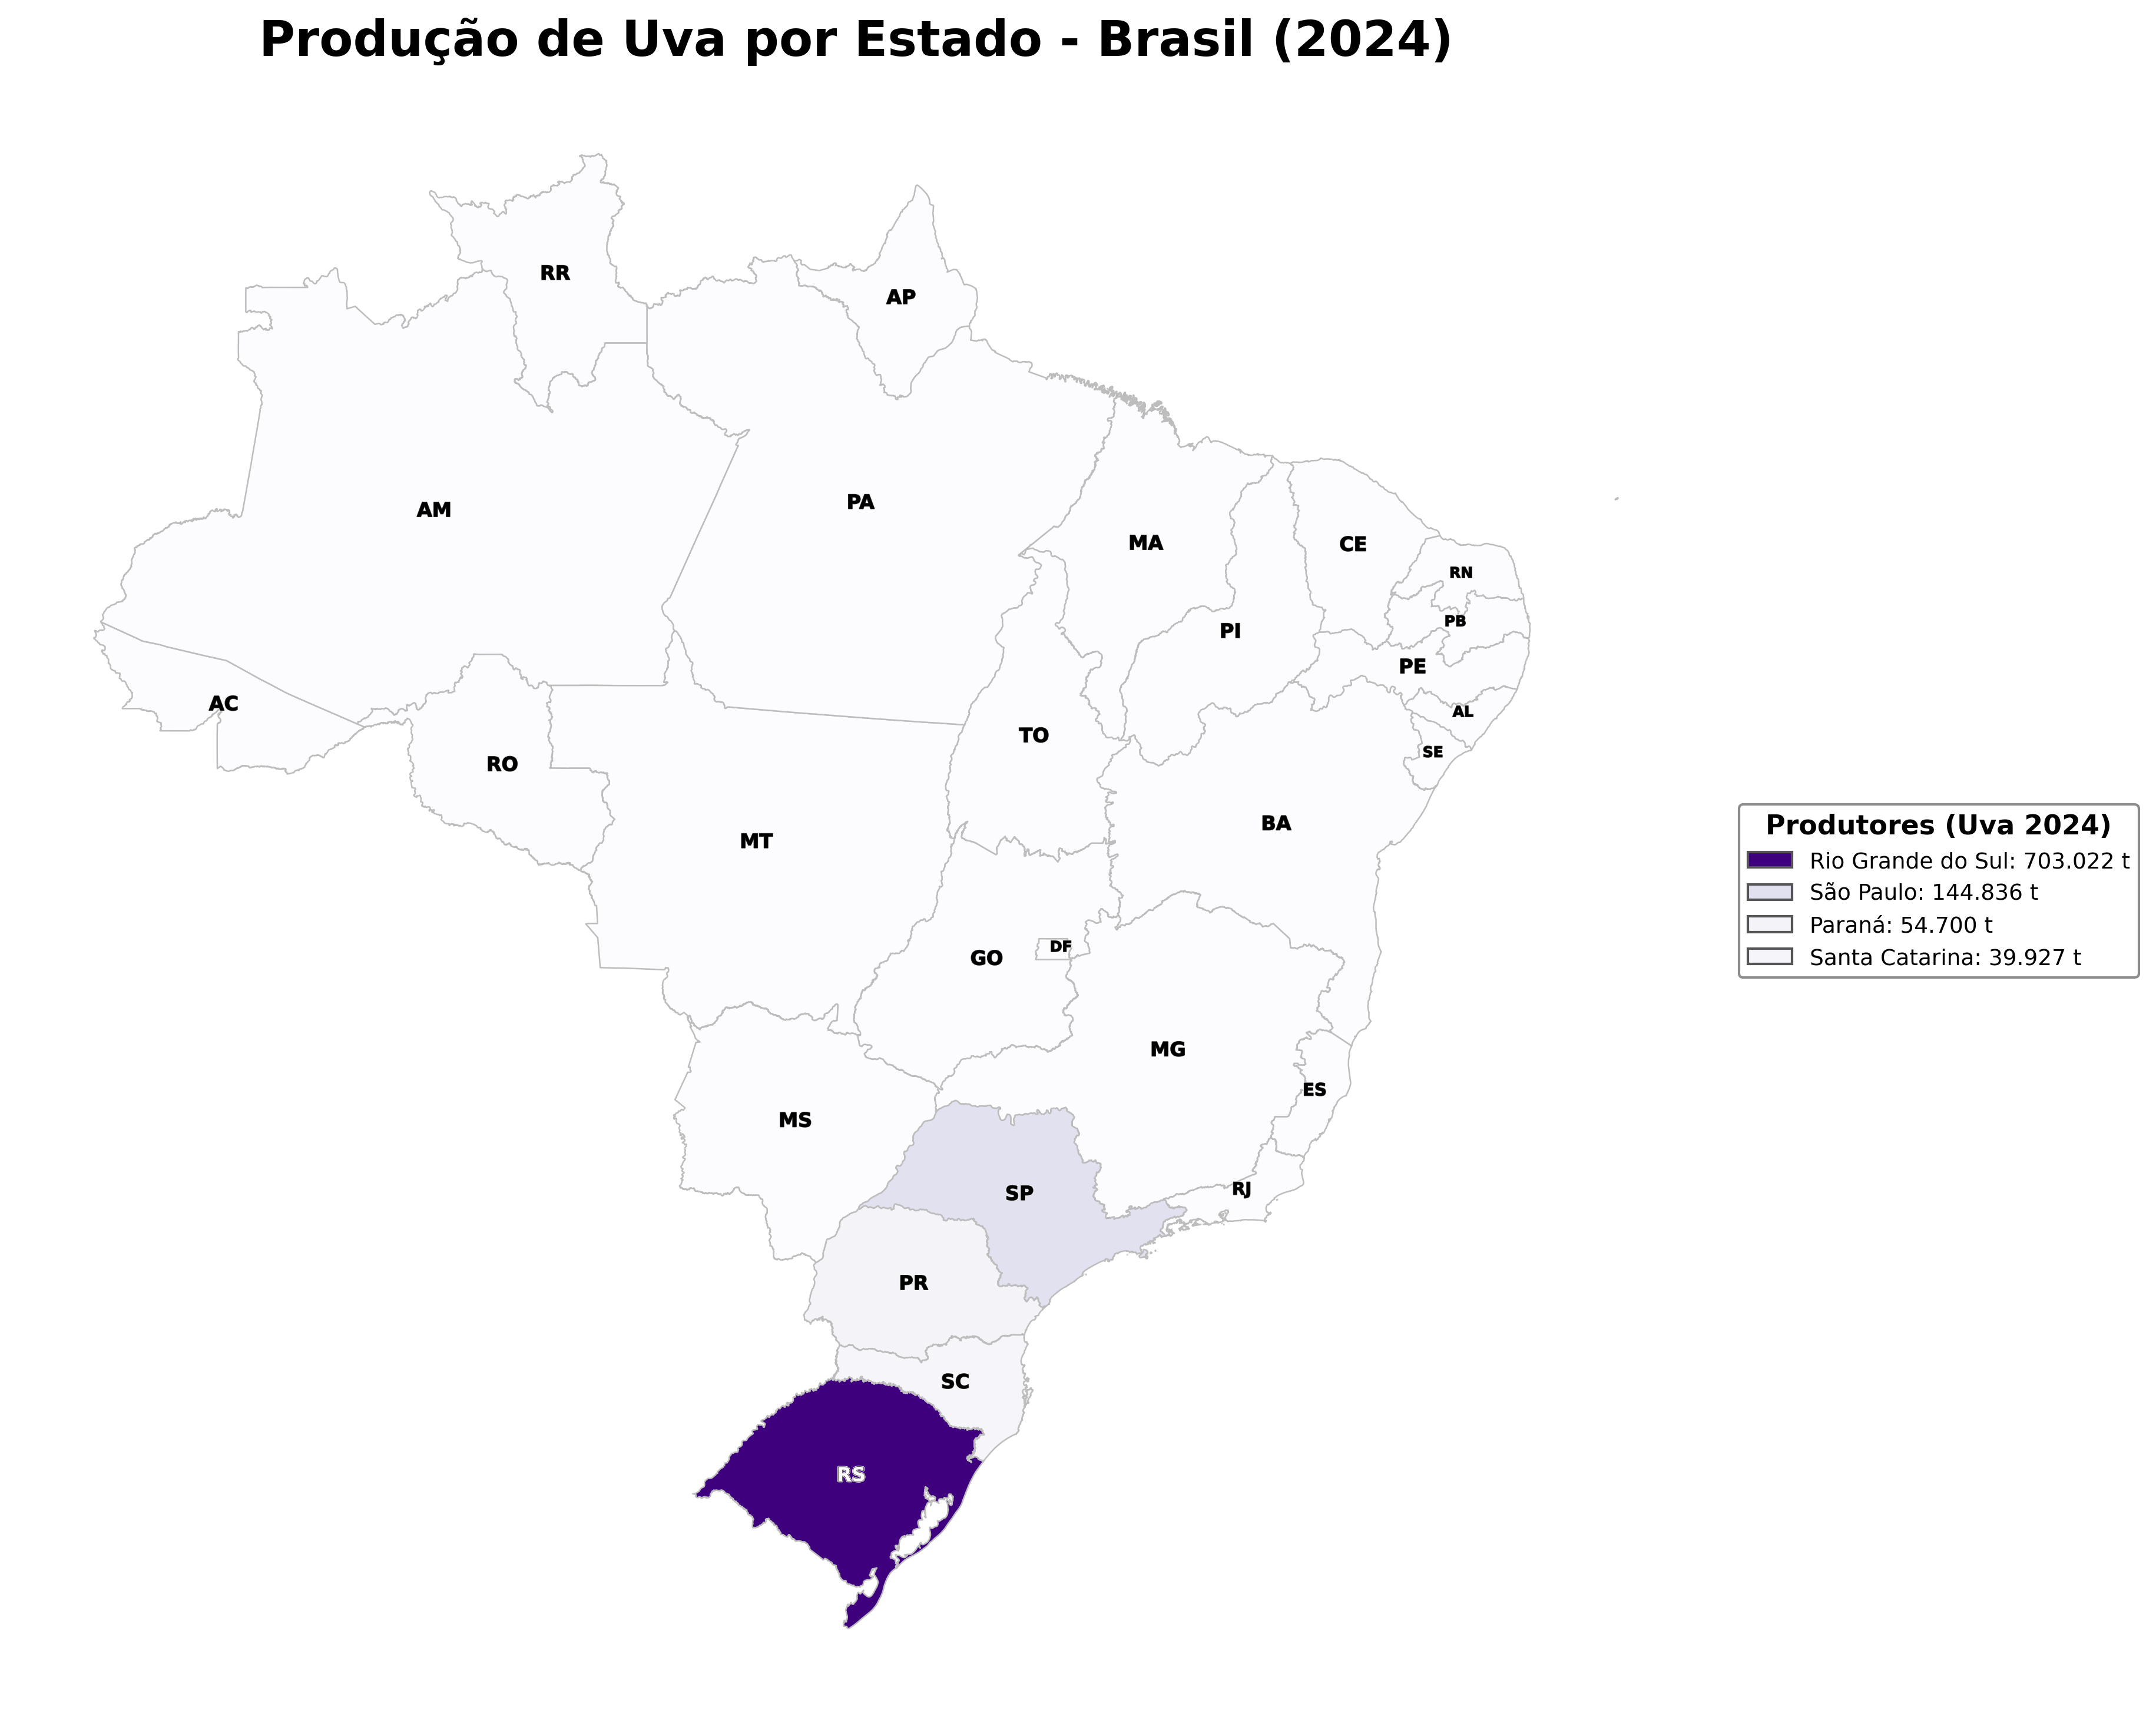 Produção de Uva por Estado - Brasil (2024)
RR
AP
AM
PA
MA
CE
RN
PB
PI
PE
AC
AL
TO
SE
RO
BA
MT
Produtores (Uva 2024)
Rio Grande do Sul: 703.022 t
São Paulo: 144.836 t
Paraná: 54.700 t
Santa Catarina: 39.927 t
DF
GO
MG
ES
MS
RJ
SP
PR
SC
RS